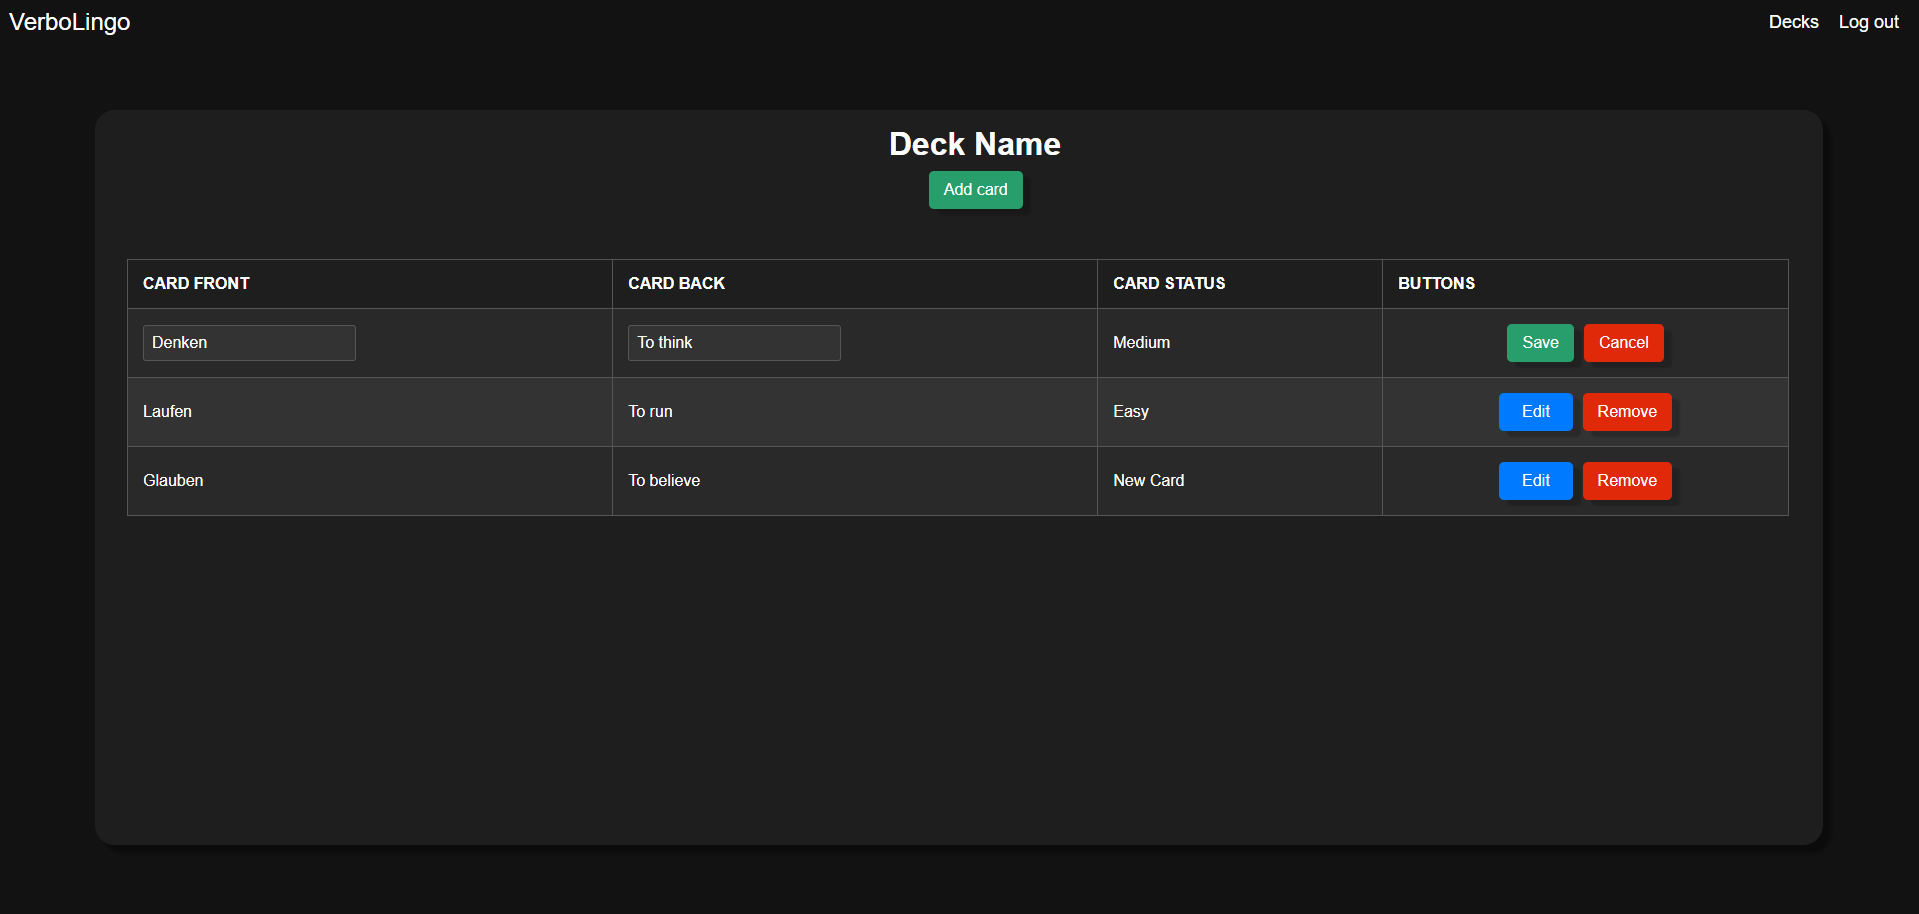 VerboLingo Decks Log out
Deck Name
Add card
CARD FRONT CARD BACK CARD STATUS BUTTONS
Denken To think Medium Save Cancel
Laufen To run Easy Edit Remove
Glauben To believe New Card Edit Remove